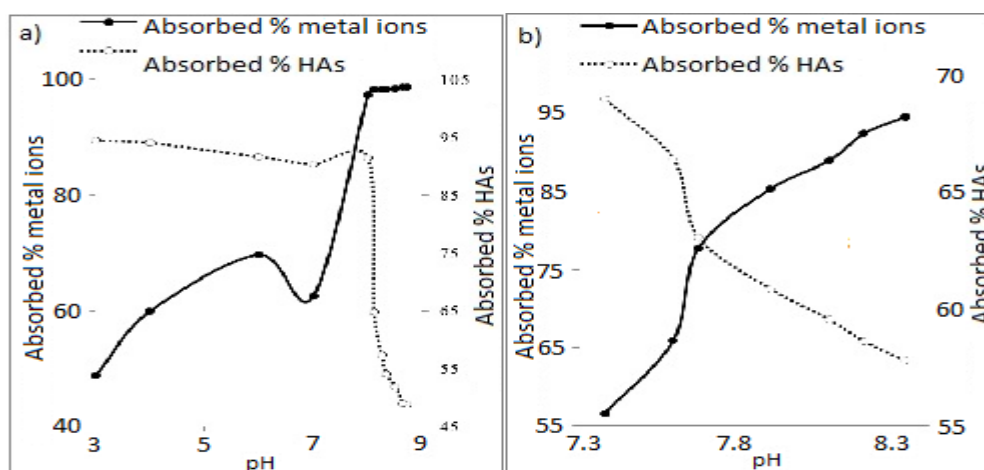 a)
Absorbed % metal ions
Absorbed % HAs
Absorbed % metal ions
100
80
60
40
105
95
85
75
65
55
45
Absorbed % HAs
3
5
7
9
pH
b)
Absorbed % metal ions
Absorbed % HAs
Absorbed % metal ions
95
85
75
65
55
70
65
60
55
Absorbed % HAs
7.3
7.8
8.3
pH